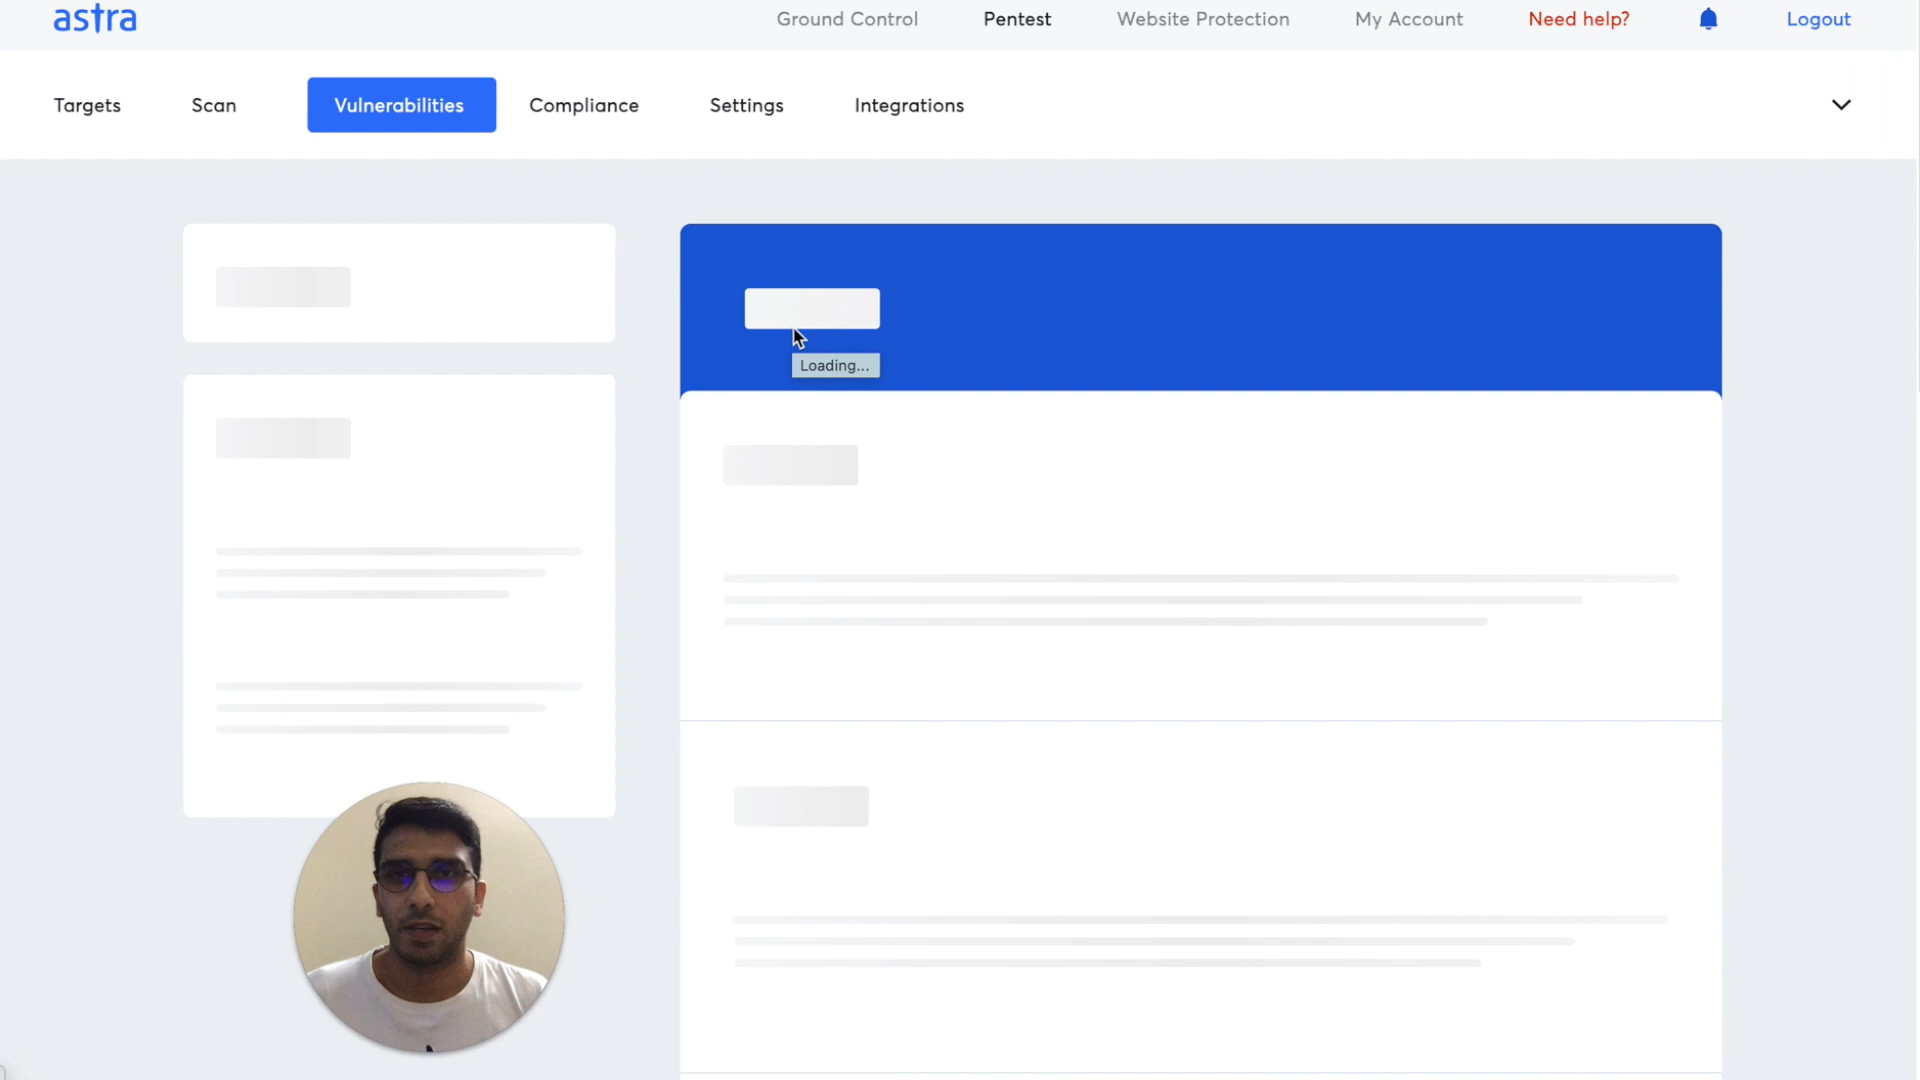 astra
Ground Control
Pentest
Website Protection
My Account
Need help?
Logout
Targets
Scan
Vulnerabilities
Compliance
Settings
Integrations
Loading...